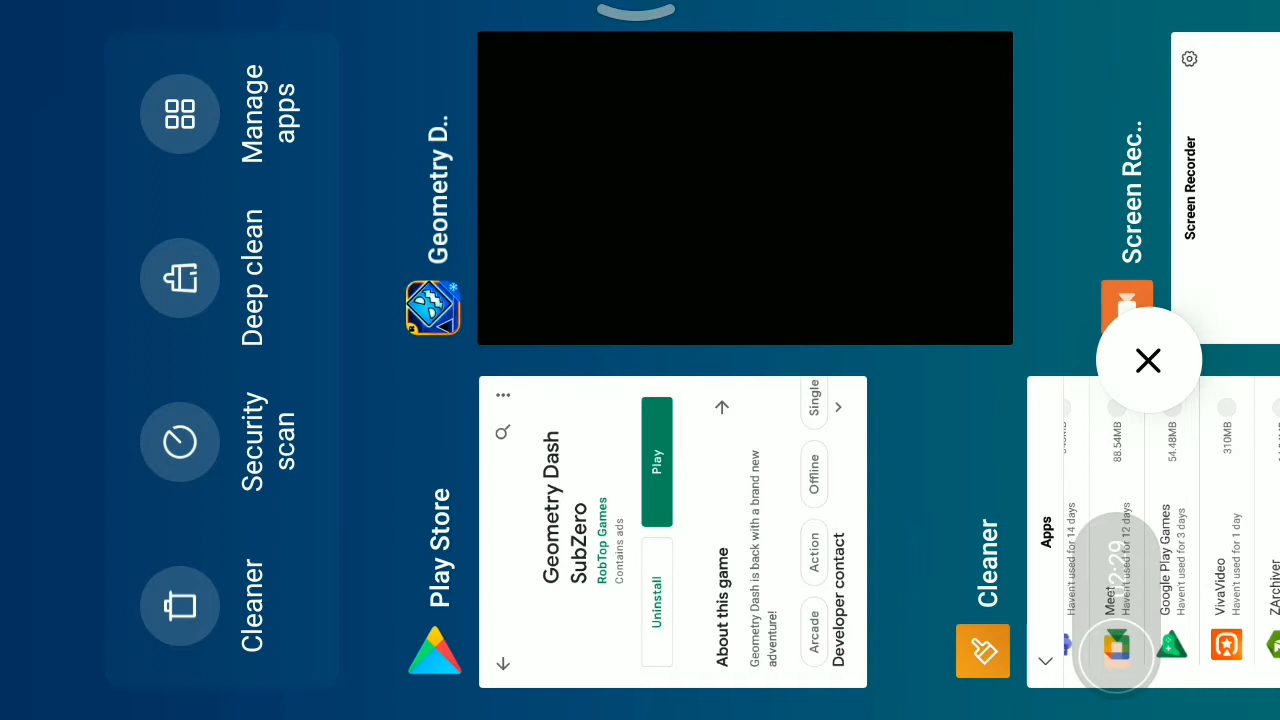 Cleaner
Security
scan
Deep clean
Manage
apps
Play Store
Geometry D..
Geometry Dash
SubZero
RobTop Games
Contains ads
Uninstall
Play
About this game
Geometry Dash is back with a brand new
adventure!
Arcade
Action
Offline
Single
Developer contact
Cleaner
Screen Rec..
Screen Recorder
Apps
Haven't used for 14 days
Meet
Haven't used for 12 days
88.54MB
Google Play Games
Haven't used for 3 days
54.48MB
VivaVideo
Haven't used for 1 day
310MB
ZArchiver